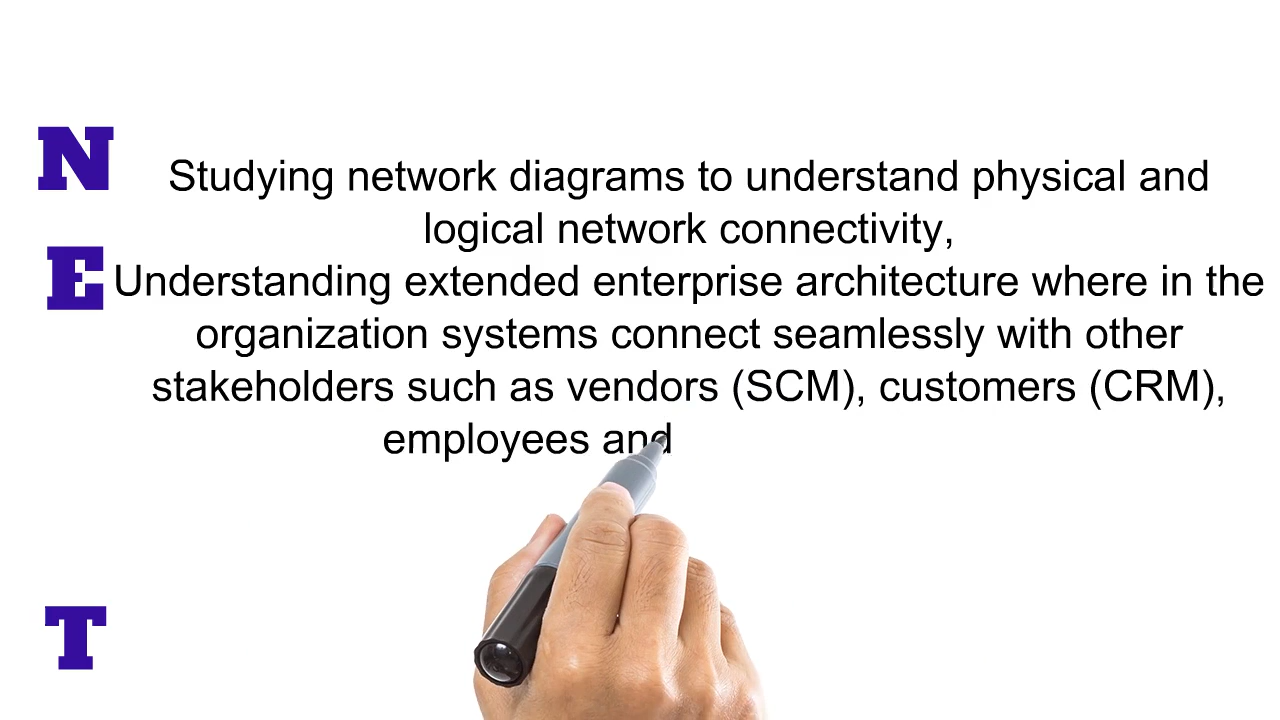 N
Studying network diagrams to understand physical and
logical network connectivity,
E
Understanding extended enterprise architecture where in the
organization systems connect seamlessly with other
stakeholders such as vendors (SCM), customers (CRM),
employees and
T